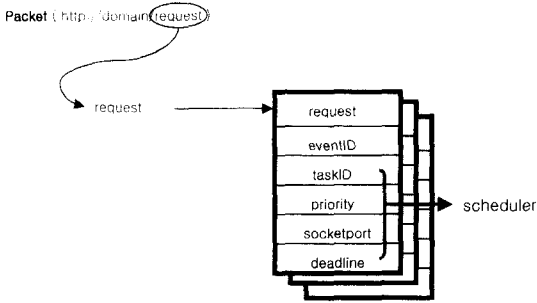 Packet ( http://domain/request )
request
request
eventID
taskID
priority
socketport
deadline
scheduler